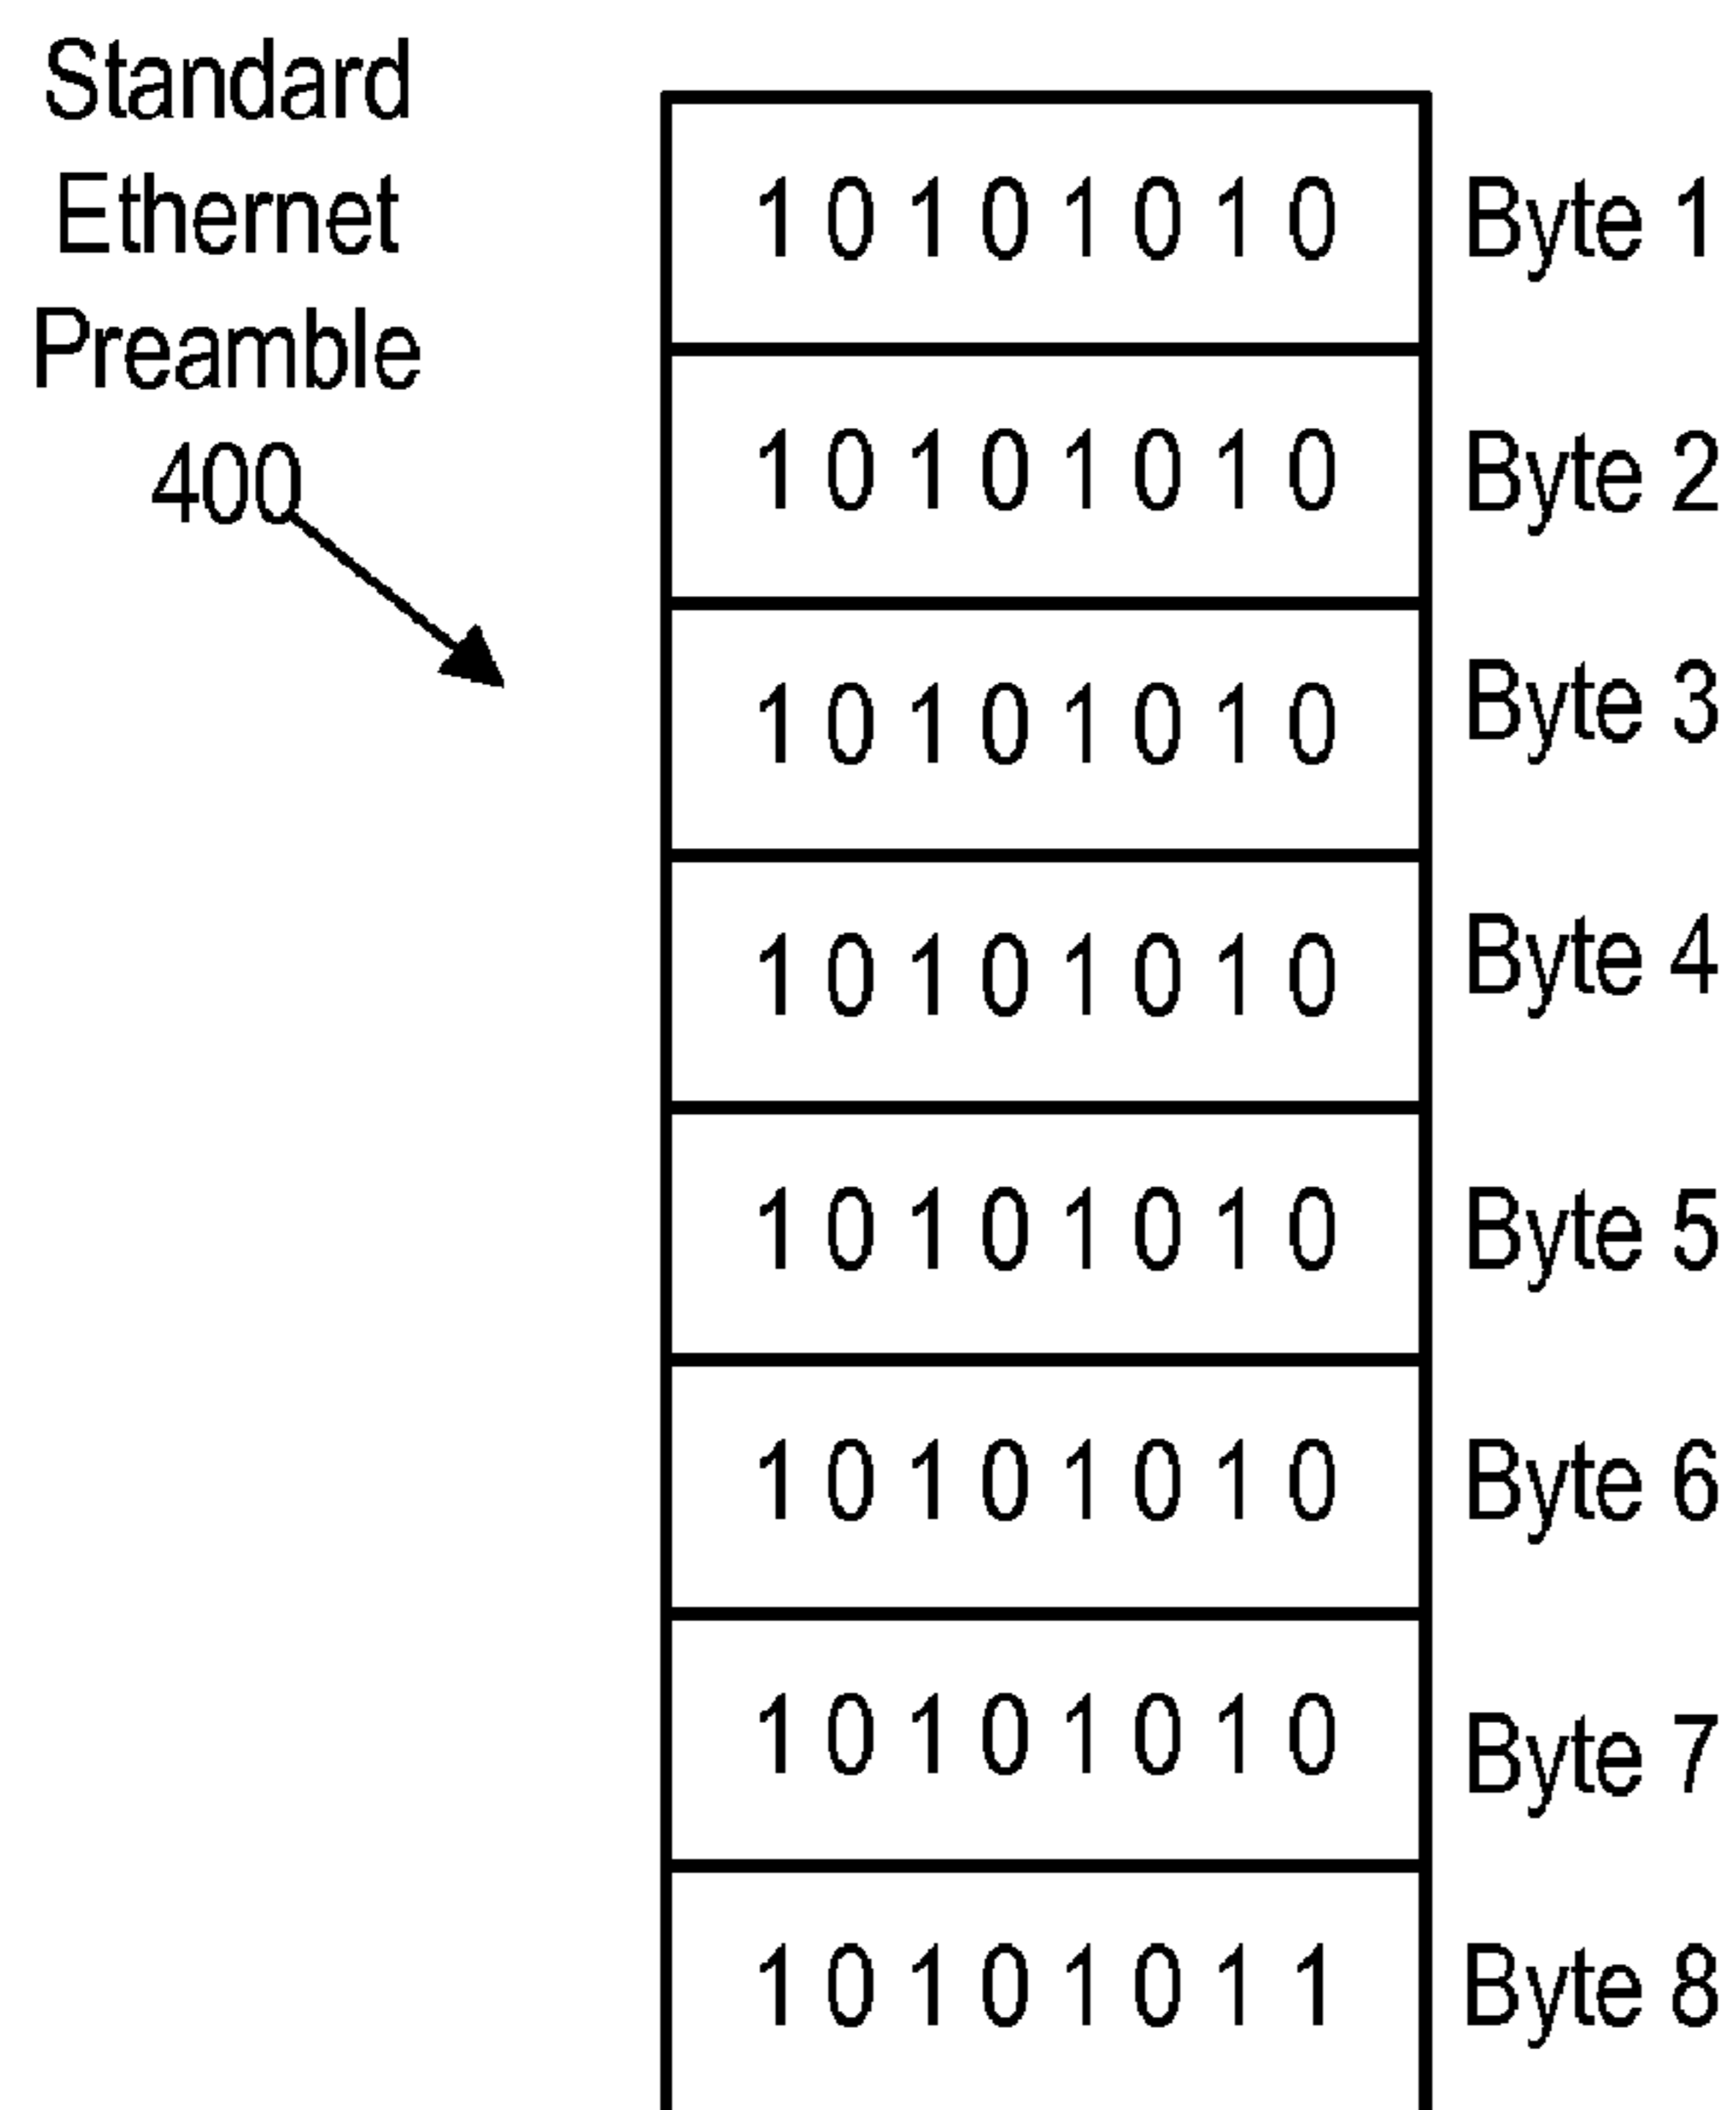 Standard
Ethernet
Preamble
400
1 0 1 0 1 0 1 0 Byte 1
1 0 1 0 1 0 1 0 Byte 2
1 0 1 0 1 0 1 0 Byte 3
1 0 1 0 1 0 1 0 Byte 4
1 0 1 0 1 0 1 0 Byte 5
1 0 1 0 1 0 1 0 Byte 6
1 0 1 0 1 0 1 0 Byte 7
1 0 1 0 1 0 1 1 Byte 8